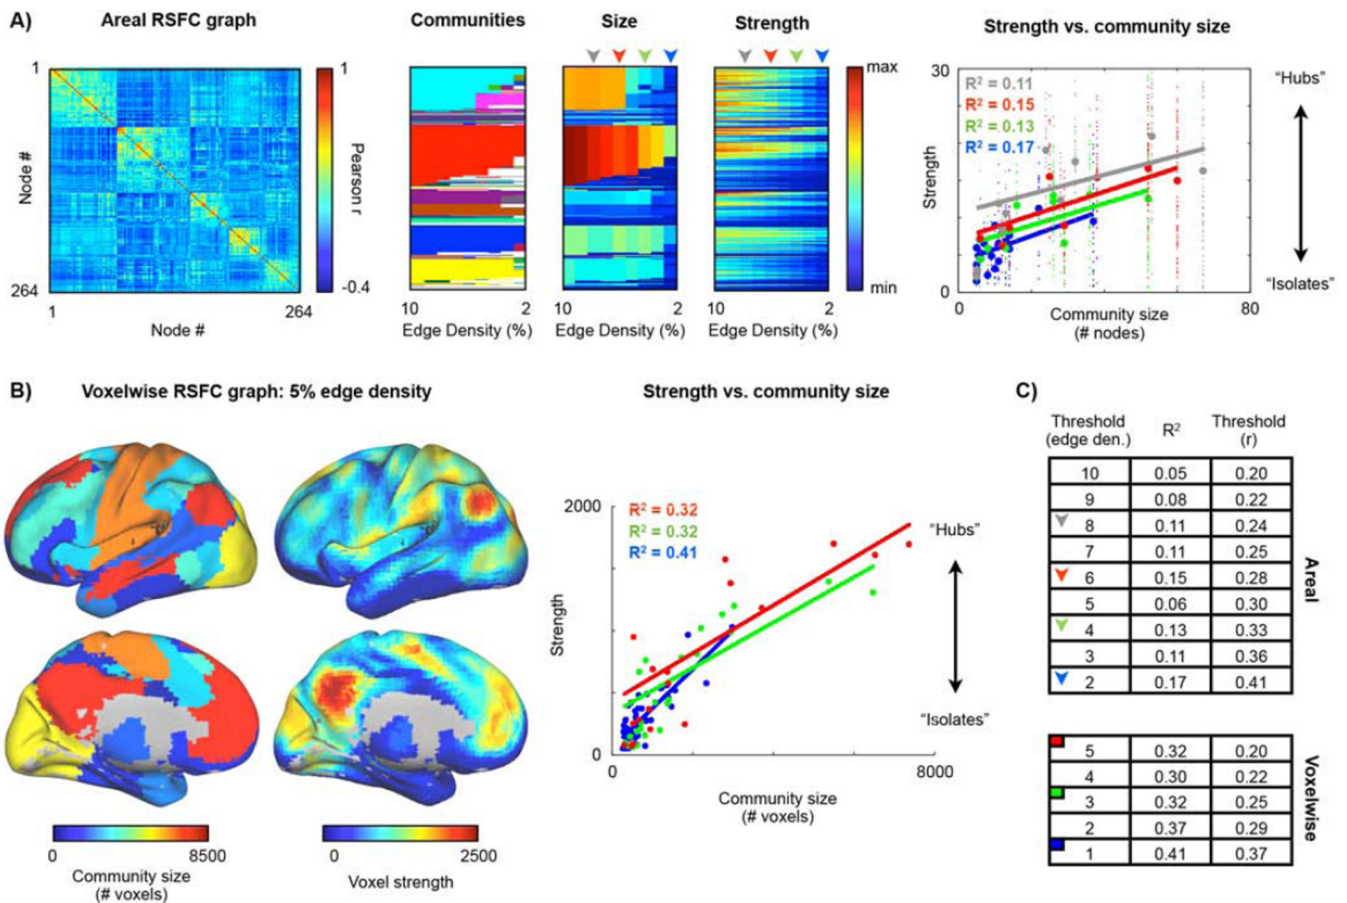 A)
Areal RSFC graph
1
Node #
264
1
264
Node #
1
Pearson r
-0.4
Communities
10
2
Edge Density (%)
Size
10
2
Edge Density (%)
Strength
10
2
Edge Density (%)
max
min
Strength vs. community size
30
R² = 0.11
R² = 0.15
R² = 0.13
R² = 0.17
Strength
0
0
80
Community size
(# nodes)
“Hubs”
“Isolates”
B)
Voxelwise RSFC graph: 5% edge density
0
8500
Community size
(# voxels)
0
2500
Voxel strength
Strength vs. community size
2000
R² = 0.32
R² = 0.32
R² = 0.41
Strength
0
0
8000
Community size
(# voxels)
“Hubs”
“Isolates”
C)
Threshold
(edge den.)
R²
Threshold
(r)
10 0.05 0.20
9 0.08 0.22
8 0.11 0.24
7 0.11 0.25
6 0.15 0.28
5 0.06 0.30
4 0.13 0.33
3 0.11 0.36
2 0.17 0.41
Areal
5 0.32 0.20
4 0.30 0.22
3 0.32 0.25
2 0.37 0.29
1 0.41 0.37
Voxelwise